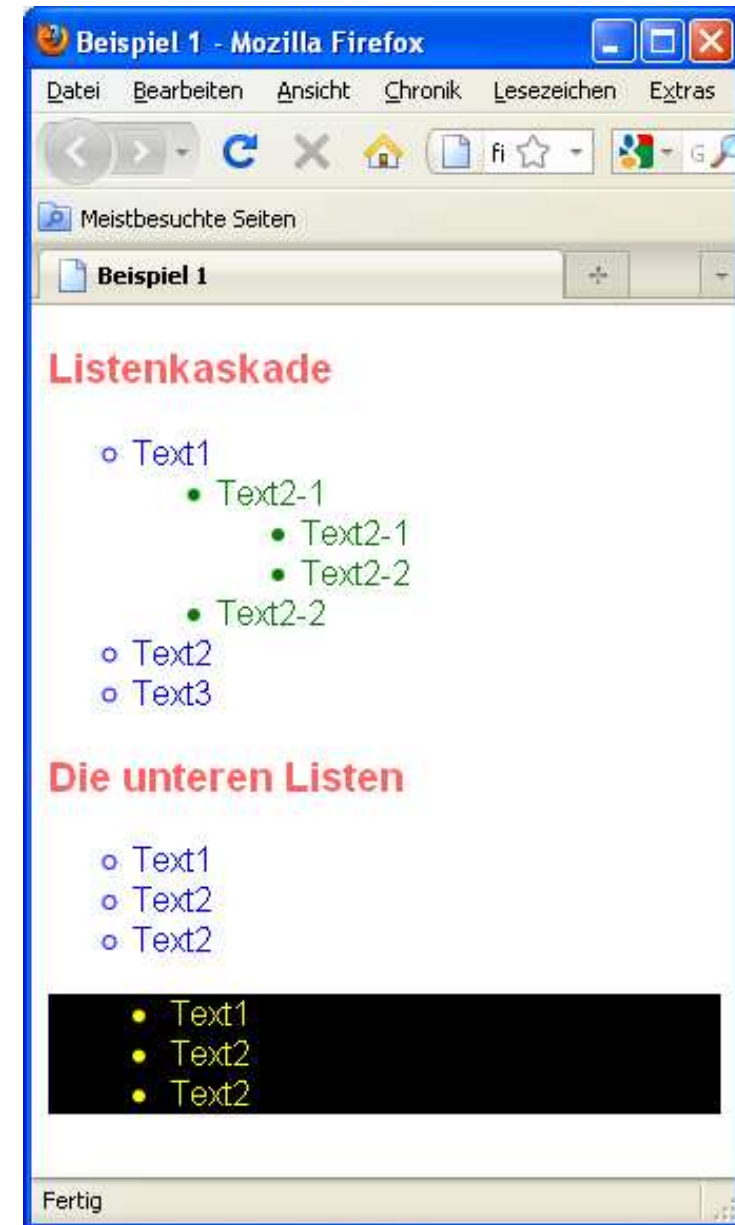 Beispiel 1 - Mozilla Firefox
Datei Bearbeiten Ansicht Chronik Lesezeichen Extras
fi G
Meistbesuchte Seiten
Beispiel 1
Listenkaskade
Text1
Text2-1
Text2-1
Text2-2
Text2-2
Text2
Text3
Die unteren Listen
Text1
Text2
Text2
Text1
Text2
Text2
Fertig